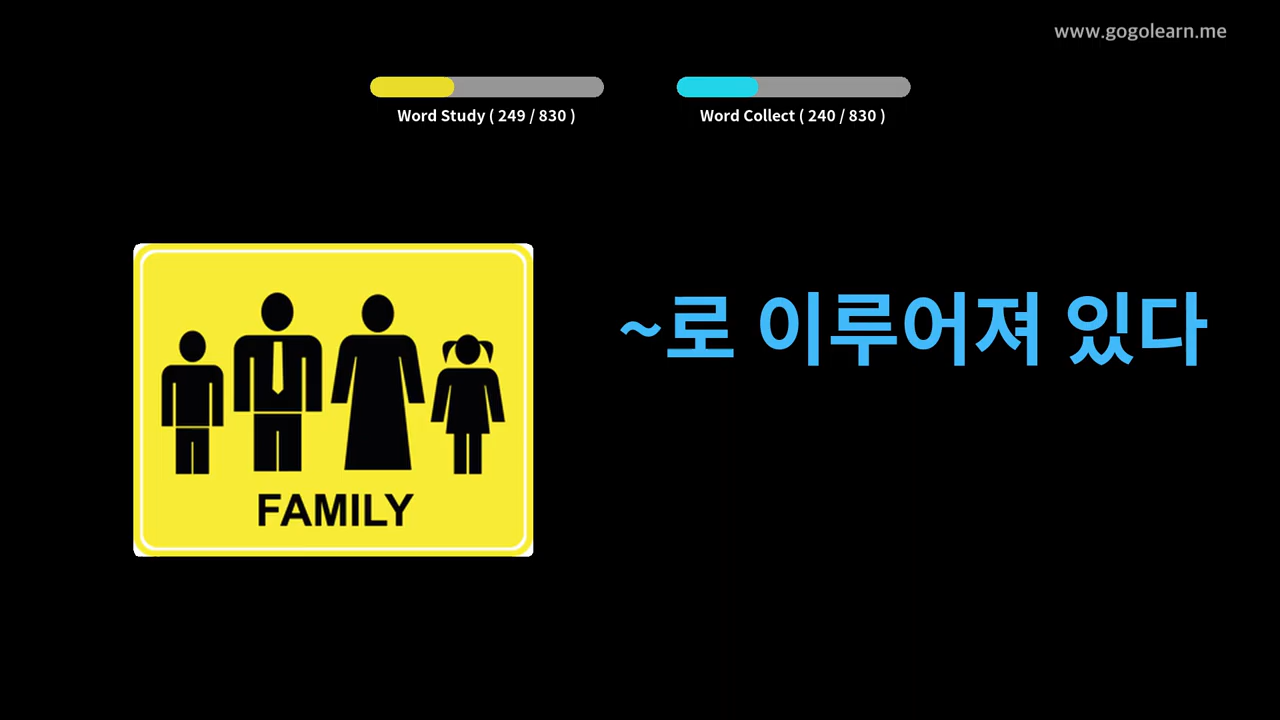 www.gogolearn.me
Word Study ( 249 / 830 )
Word Collect ( 240 / 830 )
~로 이루어져 있다
FAMILY